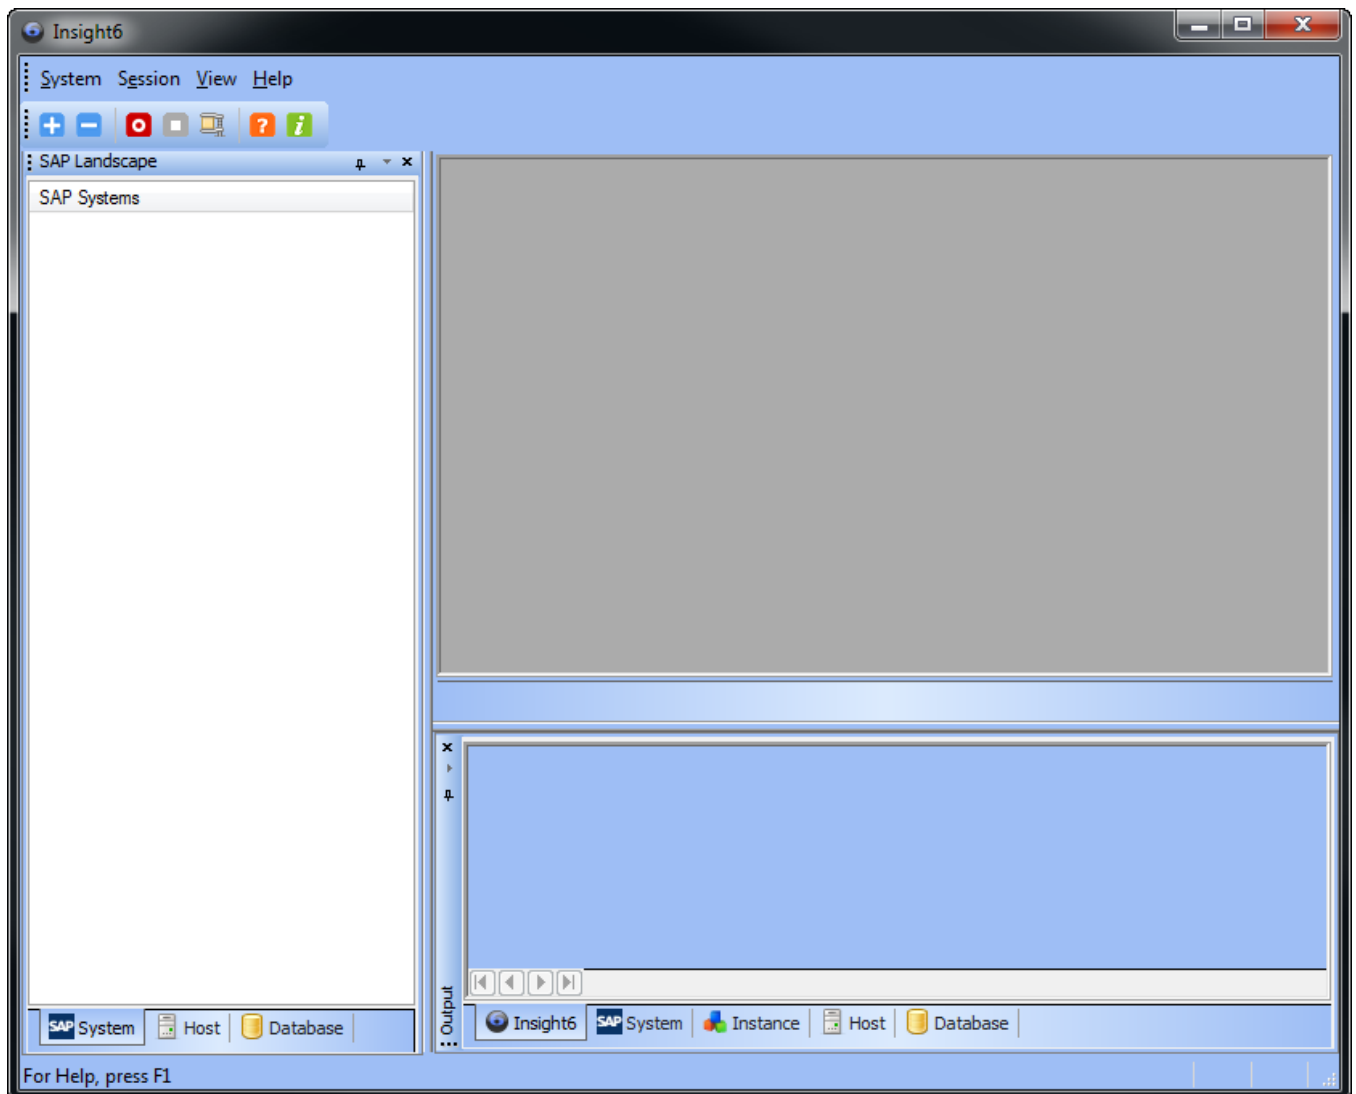 Insight6
System Session View Help
SAP Landscape
SAP Systems
Output
SAP System Host Database
Insight6 SAP System Instance Host Database
For Help, press F1